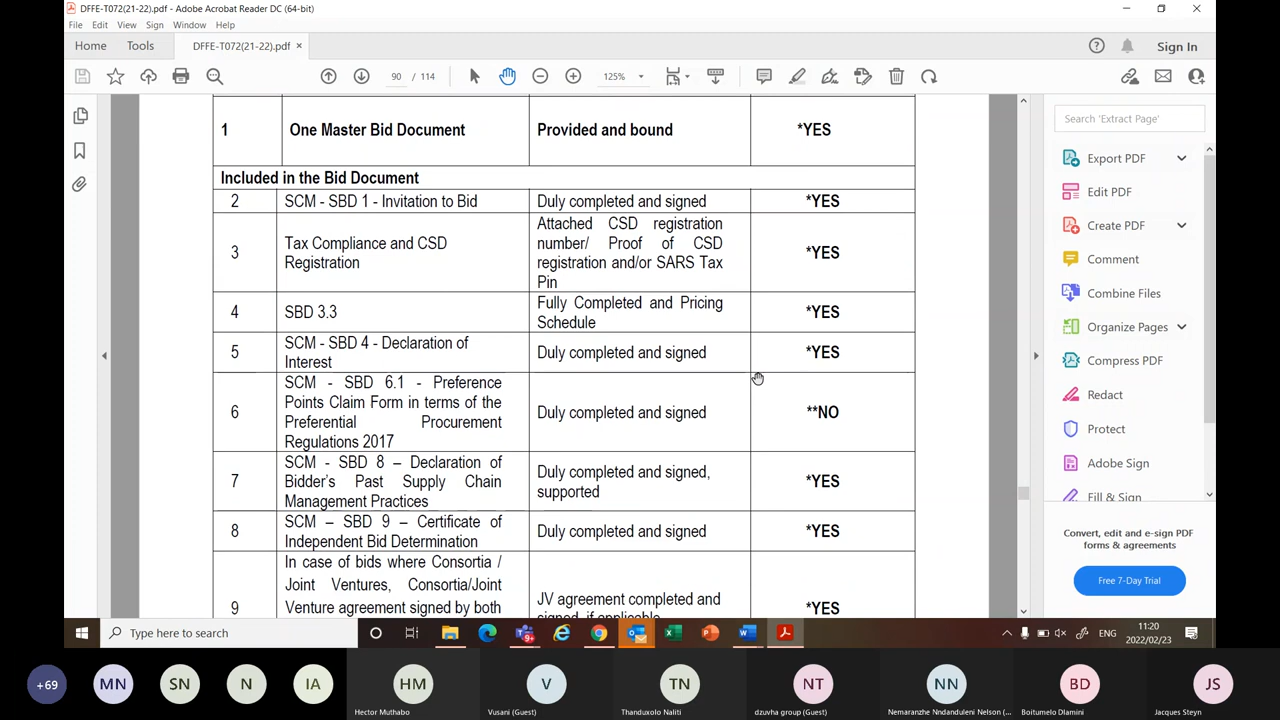 DFFE-T072(21-22).pdf - Adobe Acrobat Reader DC (64-bit)
File Edit View Sign Window Help
Home Tools DFFE-T072(21-22).pdf × Sign In
90 / 114 125%
1 One Master Bid Document Provided and bound *YES
Included in the Bid Document
2 SCM - SBD 1 - Invitation to Bid Duly completed and signed *YES
3 Tax Compliance and CSD
Registration
Attached CSD registration
number/ Proof of CSD
registration and/or SARS Tax
Pin
*YES
4 SBD 3.3 Fully Completed and Pricing
Schedule
*YES
5 SCM - SBD 4 - Declaration of
Interest
Duly completed and signed *YES
6 SCM - SBD 6.1 - Preference
Points Claim Form in terms of the
Preferential Procurement
Regulations 2017
Duly completed and signed **NO
7 SCM - SBD 8 – Declaration of
Bidder's Past Supply Chain
Management Practices
Duly completed and signed,
supported
*YES
8 SCM – SBD 9 – Certificate of
Independent Bid Determination
Duly completed and signed *YES
9 In case of bids where Consortia /
Joint Ventures, Consortia/Joint
Venture agreement signed by both
JV agreement completed and
signed, if applicable
*YES
Search 'Extract Page'
Export PDF
Edit PDF
Create PDF
Comment
Combine Files
Organize Pages
Compress PDF
Redact
Protect
Adobe Sign
Fill & Sign
Convert, edit and e-sign PDF
forms & agreements
Free 7-Day Trial
Type here to search
9+
ENG
11:20
2022/02/23
+69 MN SN N IA HM V TN NT NN BD JS
Hector Muthabo Vusani (Guest) Thanduxolo Naliti dzuvha group (Guest) Nemaranzhe Nndanduleni Nelson (... Boitumelo Dlamini Jacques Steyn